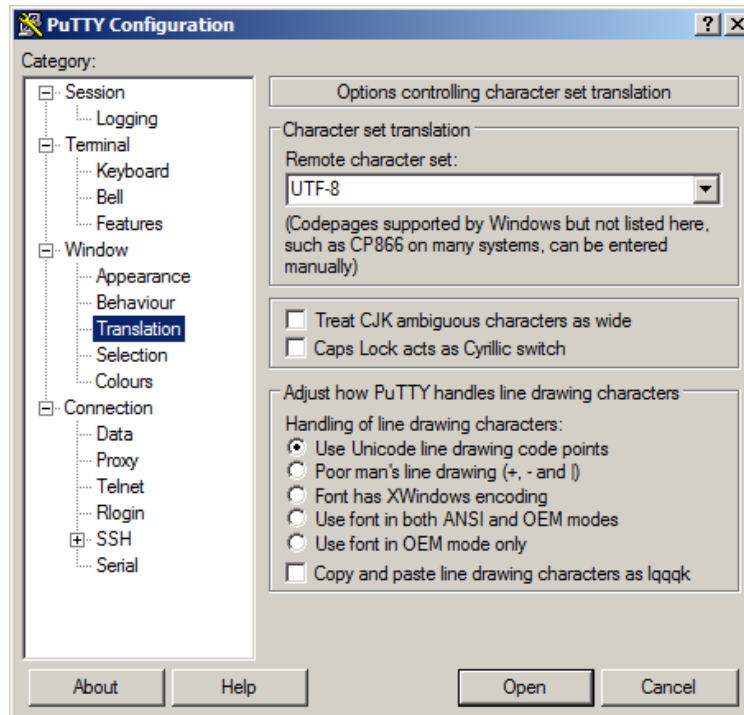 PuTTY Configuration
Category:
Session
Logging
Terminal
Keyboard
Bell
Features
Window
Appearance
Behaviour
Translation
Selection
Colours
Connection
Data
Proxy
Telnet
Rlogin
SSH
Serial
Options controlling character set translation
Character set translation
Remote character set:
UTF-8
(Codepages supported by Windows but not listed here,
such as CP866 on many systems, can be entered
manually)
Treat CJK ambiguous characters as wide
Caps Lock acts as Cyrillic switch
Adjust how PuTTY handles line drawing characters
Handling of line drawing characters:
Use Unicode line drawing code points
Poor man's line drawing (+, - and |)
Font has XWindows encoding
Use font in both ANSI and OEM modes
Use font in OEM mode only
Copy and paste line drawing characters as lqqqk
About
Help
Open
Cancel